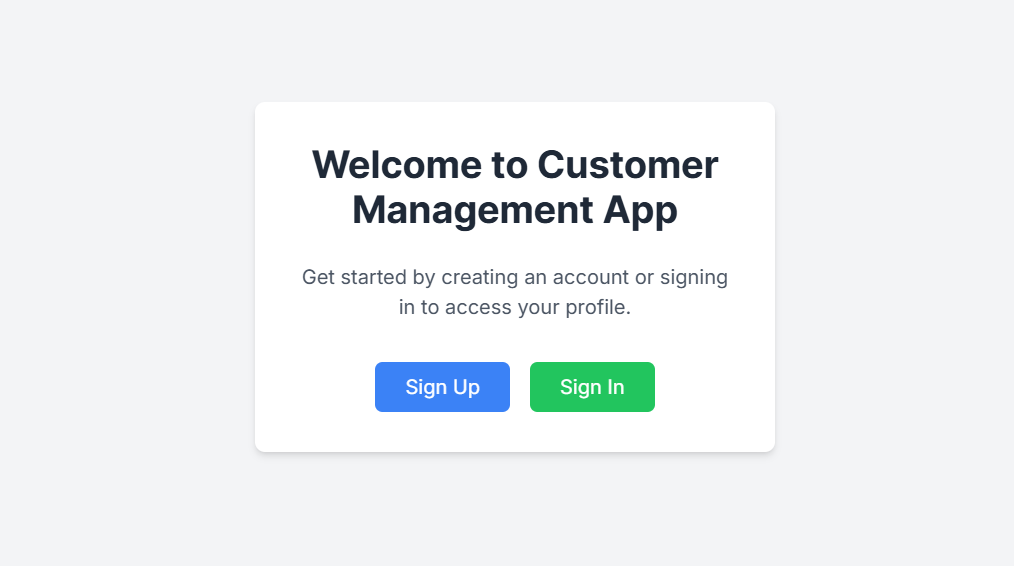 Welcome to Customer
Management App
Get started by creating an account or signing
in to access your profile.
Sign Up
Sign In